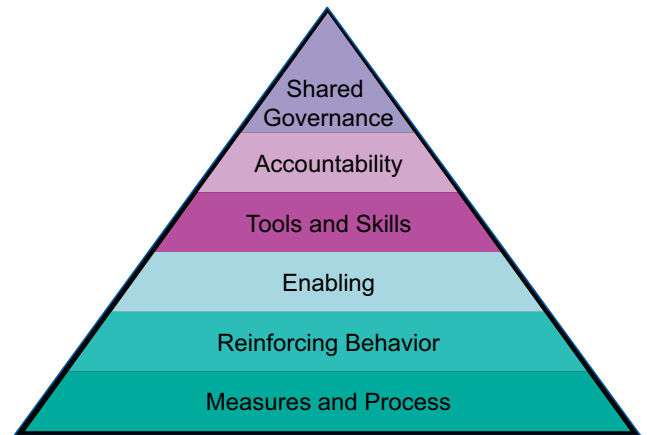 Shared
Governance
Accountability
Tools and Skills
Enabling
Reinforcing Behavior
Measures and Process